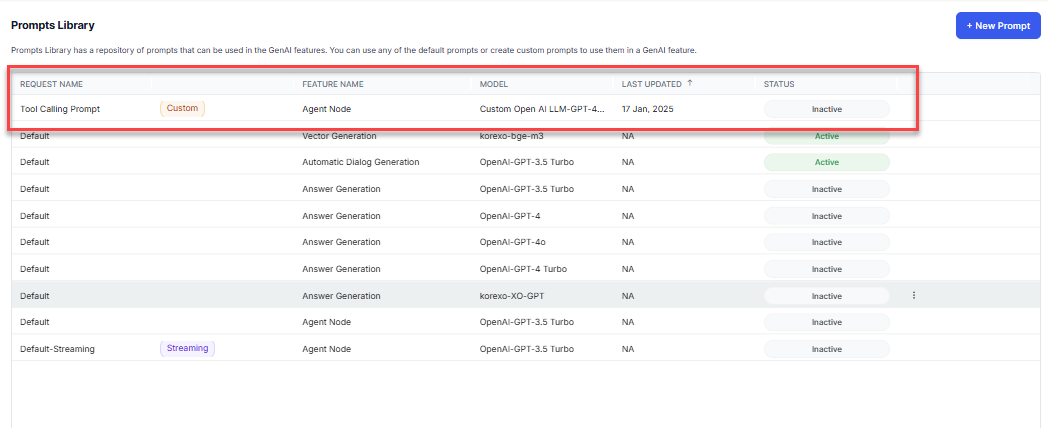 Prompts Library
+ New Prompt
Prompts Library has a repository of prompts that can be used in the GenAI features. You can use any of the default prompts or create custom prompts to use them in a GenAI feature.
REQUEST NAME FEATURE NAME MODEL LAST UPDATED ↑ STATUS
Tool Calling Prompt Custom Agent Node Custom Open AI LLM-GPT-4... 17 Jan, 2025 Inactive
Default Vector Generation korexo-bge-m3 NA Active
Default Automatic Dialog Generation OpenAI-GPT-3.5 Turbo NA Active
Default Answer Generation OpenAI-GPT-3.5 Turbo NA Inactive
Default Answer Generation OpenAI-GPT-4 NA Inactive
Default Answer Generation OpenAI-GPT-4o NA Inactive
Default Answer Generation OpenAI-GPT-4 Turbo NA Inactive
Default Answer Generation korexo-XO-GPT NA Inactive
Default Agent Node OpenAI-GPT-3.5 Turbo NA Inactive
Default-Streaming Streaming Agent Node OpenAI-GPT-3.5 Turbo NA Inactive